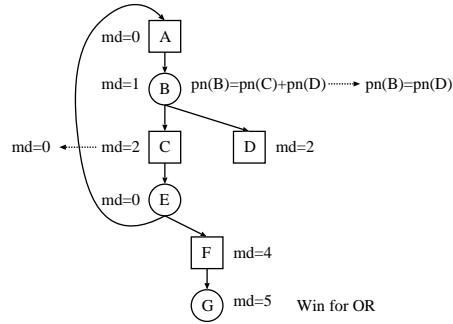 md=0 A
md=1 B pn(B)=pn(C)+pn(D) pn(B)=pn(D)
md=0 md=2 C D md=2
md=0 E
F md=4
G md=5 Win for OR